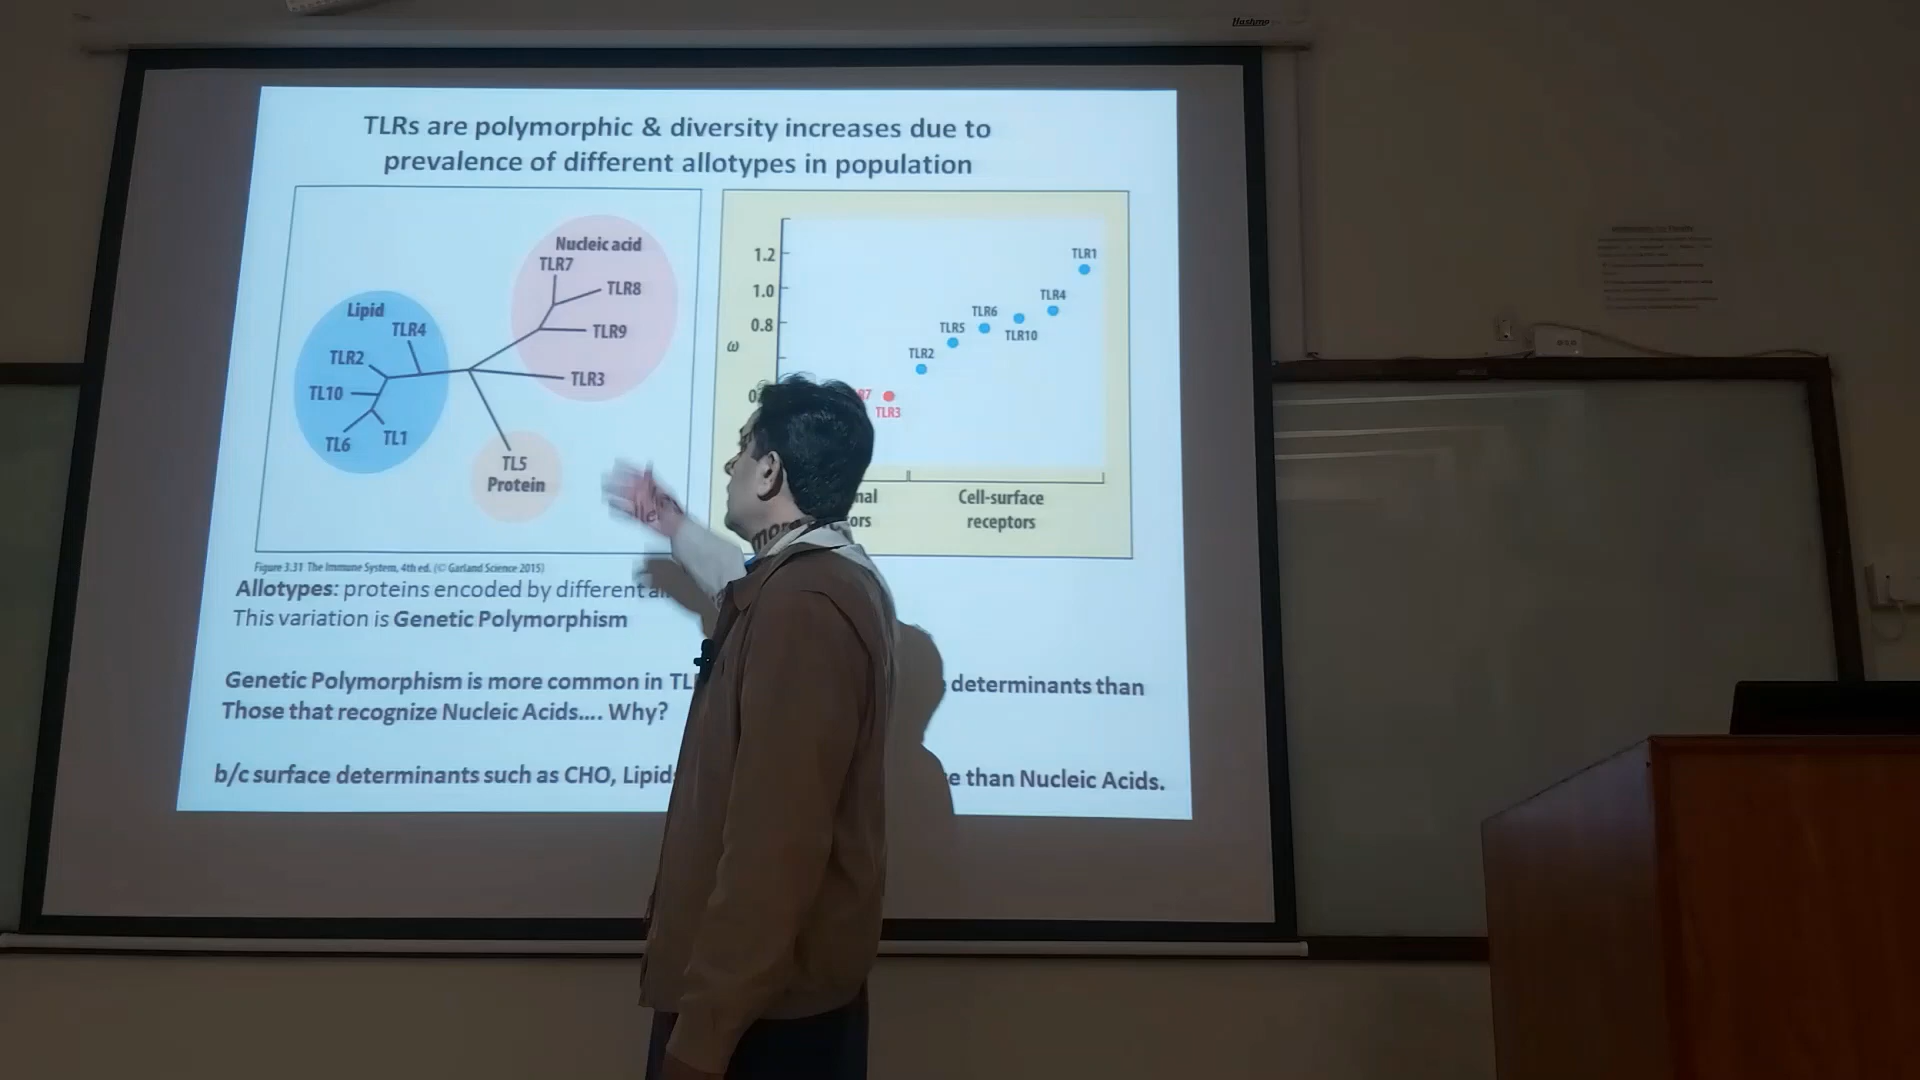 Hashmo
TLRs are polymorphic & diversity increases due to
prevalence of different allotypes in population
Nucleic acid
TLR7
TLR8
TLR9
TLR3
Lipid
TLR4
TLR2
TL10
TL6
TL1
TL5
Protein
1.2
1.0
0.8
ω
TLR1
TLR4
TLR6
TLR10
TLR5
TLR2
R7
TLR3
Cell-surface
receptors
Figure 3.31 The Immune System, 4th ed. (© Garland Science 2015)
Allotypes: proteins encoded by different
This variation is Genetic Polymorphism
Genetic Polymorphism is more common in determinants than
Those that recognize Nucleic Acids.... Why?
b/c surface determinants such as CHO, Lipids than Nucleic Acids.